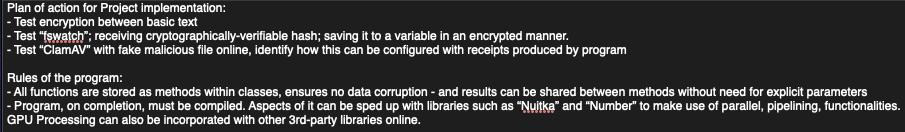 Plan of action for Project implementation:
- Test encryption between basic text
- Test “fswatch”; receiving cryptographically-verifiable hash; saving it to a variable in an encrypted manner.
- Test “ClamAV” with fake malicious file online, identify how this can be configured with receipts produced by program
Rules of the program:
- All functions are stored as methods within classes, ensures no data corruption - and results can be shared between methods without need for explicit parameters
- Program, on completion, must be compiled. Aspects of it can be sped up with libraries such as “Nuitka” and “Number” to make use of parallel, pipelining, functionalities.
GPU Processing can also be incorporated with other 3rd-party libraries online.